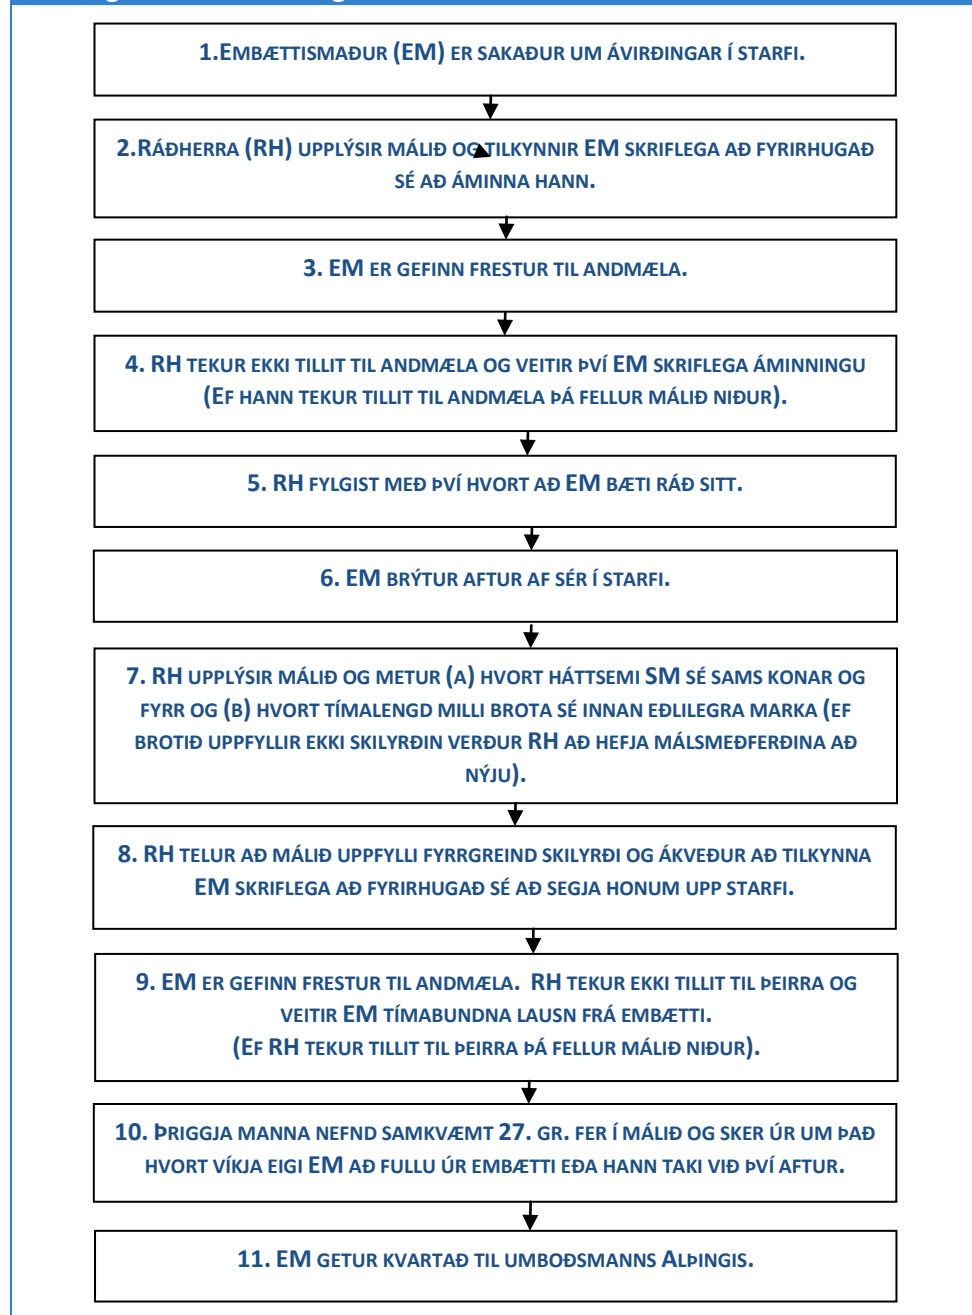 1.Embættismaður (EM) er sakaður um ávirðingar í starfi.
2.Ráðherra (RH) upplýsir málið og tilkynnir EM skriflega að fyrirhugað
sé að áminna hann.
3. EM er gefinn frestur til andmæla.
4. RH tekur ekki tillit til andmæla og veitir því EM skriflega áminningu
(Ef hann tekur tillit til andmæla þá fellur málið niður).
5. RH fylgist með því hvort að EM bæti ráð sitt.
6. EM brýtur aftur af sér í starfi.
7. RH upplýsir málið og metur (a) hvort háttsemi SM sé sams konar og
fyrr og (b) hvort tímalengd milli brota sé innan eðlilegra marka (ef
brotið uppfyllir ekki skilyrðin verður RH að hefja málsmeðferðina að
nýju).
8. RH telur að málið uppfylli fyrrgreind skilyrði og ákveður að tilkynna
EM skriflega að fyrirhugað sé að segja honum upp starfi.
9. EM er gefinn frestur til andmæla. RH tekur ekki tillit til þeirra og
veitir EM tímabundna lausn frá embætti.
(Ef RH tekur tillit til þeirra þá fellur málið niður).
10. Þriggja manna nefnd samkvæmt 27. gr. fer í málið og sker úr um það
hvort víkja eigi EM að fullu úr embætti eða hann taki við því aftur.
11. EM getur kvartað til umboðsmanns Alþingis.